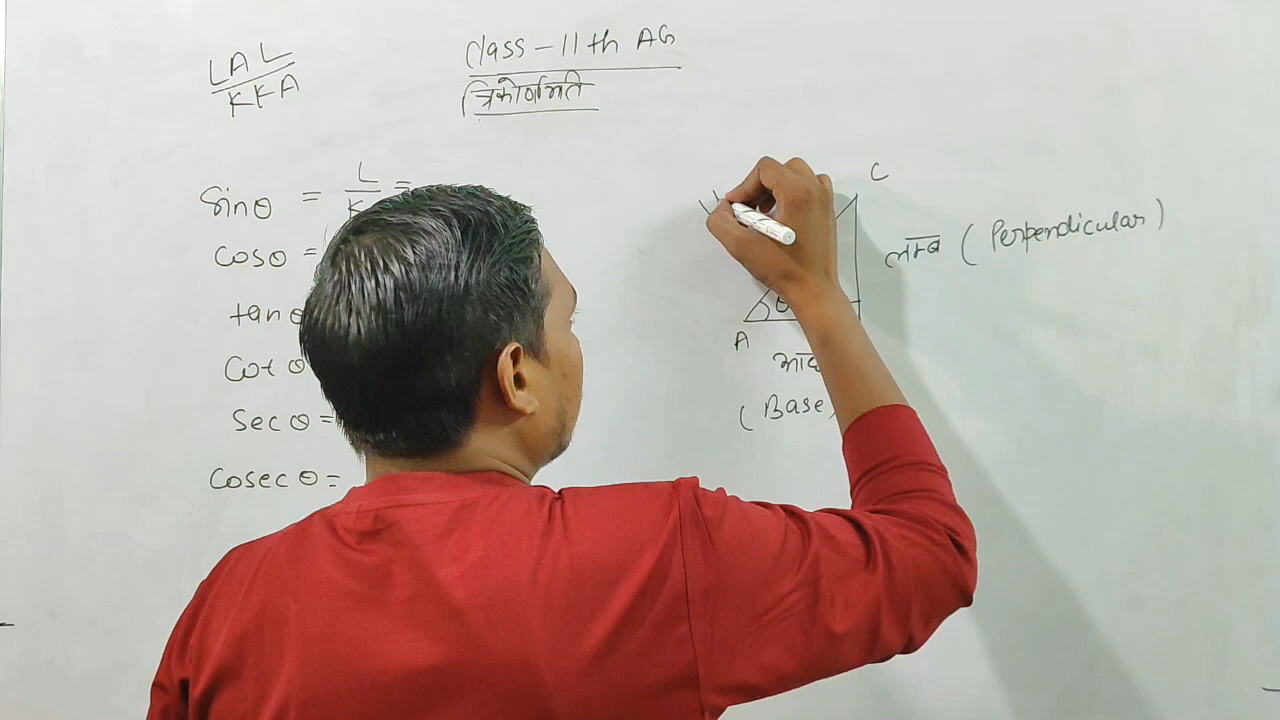 LAL
KKA
Class-11th AG
त्रिकोणमिति
Sinθ = L =
K
Cosθ =
tanθ
Cotθ
Secθ =
Cosecθ =
C
लम्ब (Perpendicular)
θ
A
(Base)